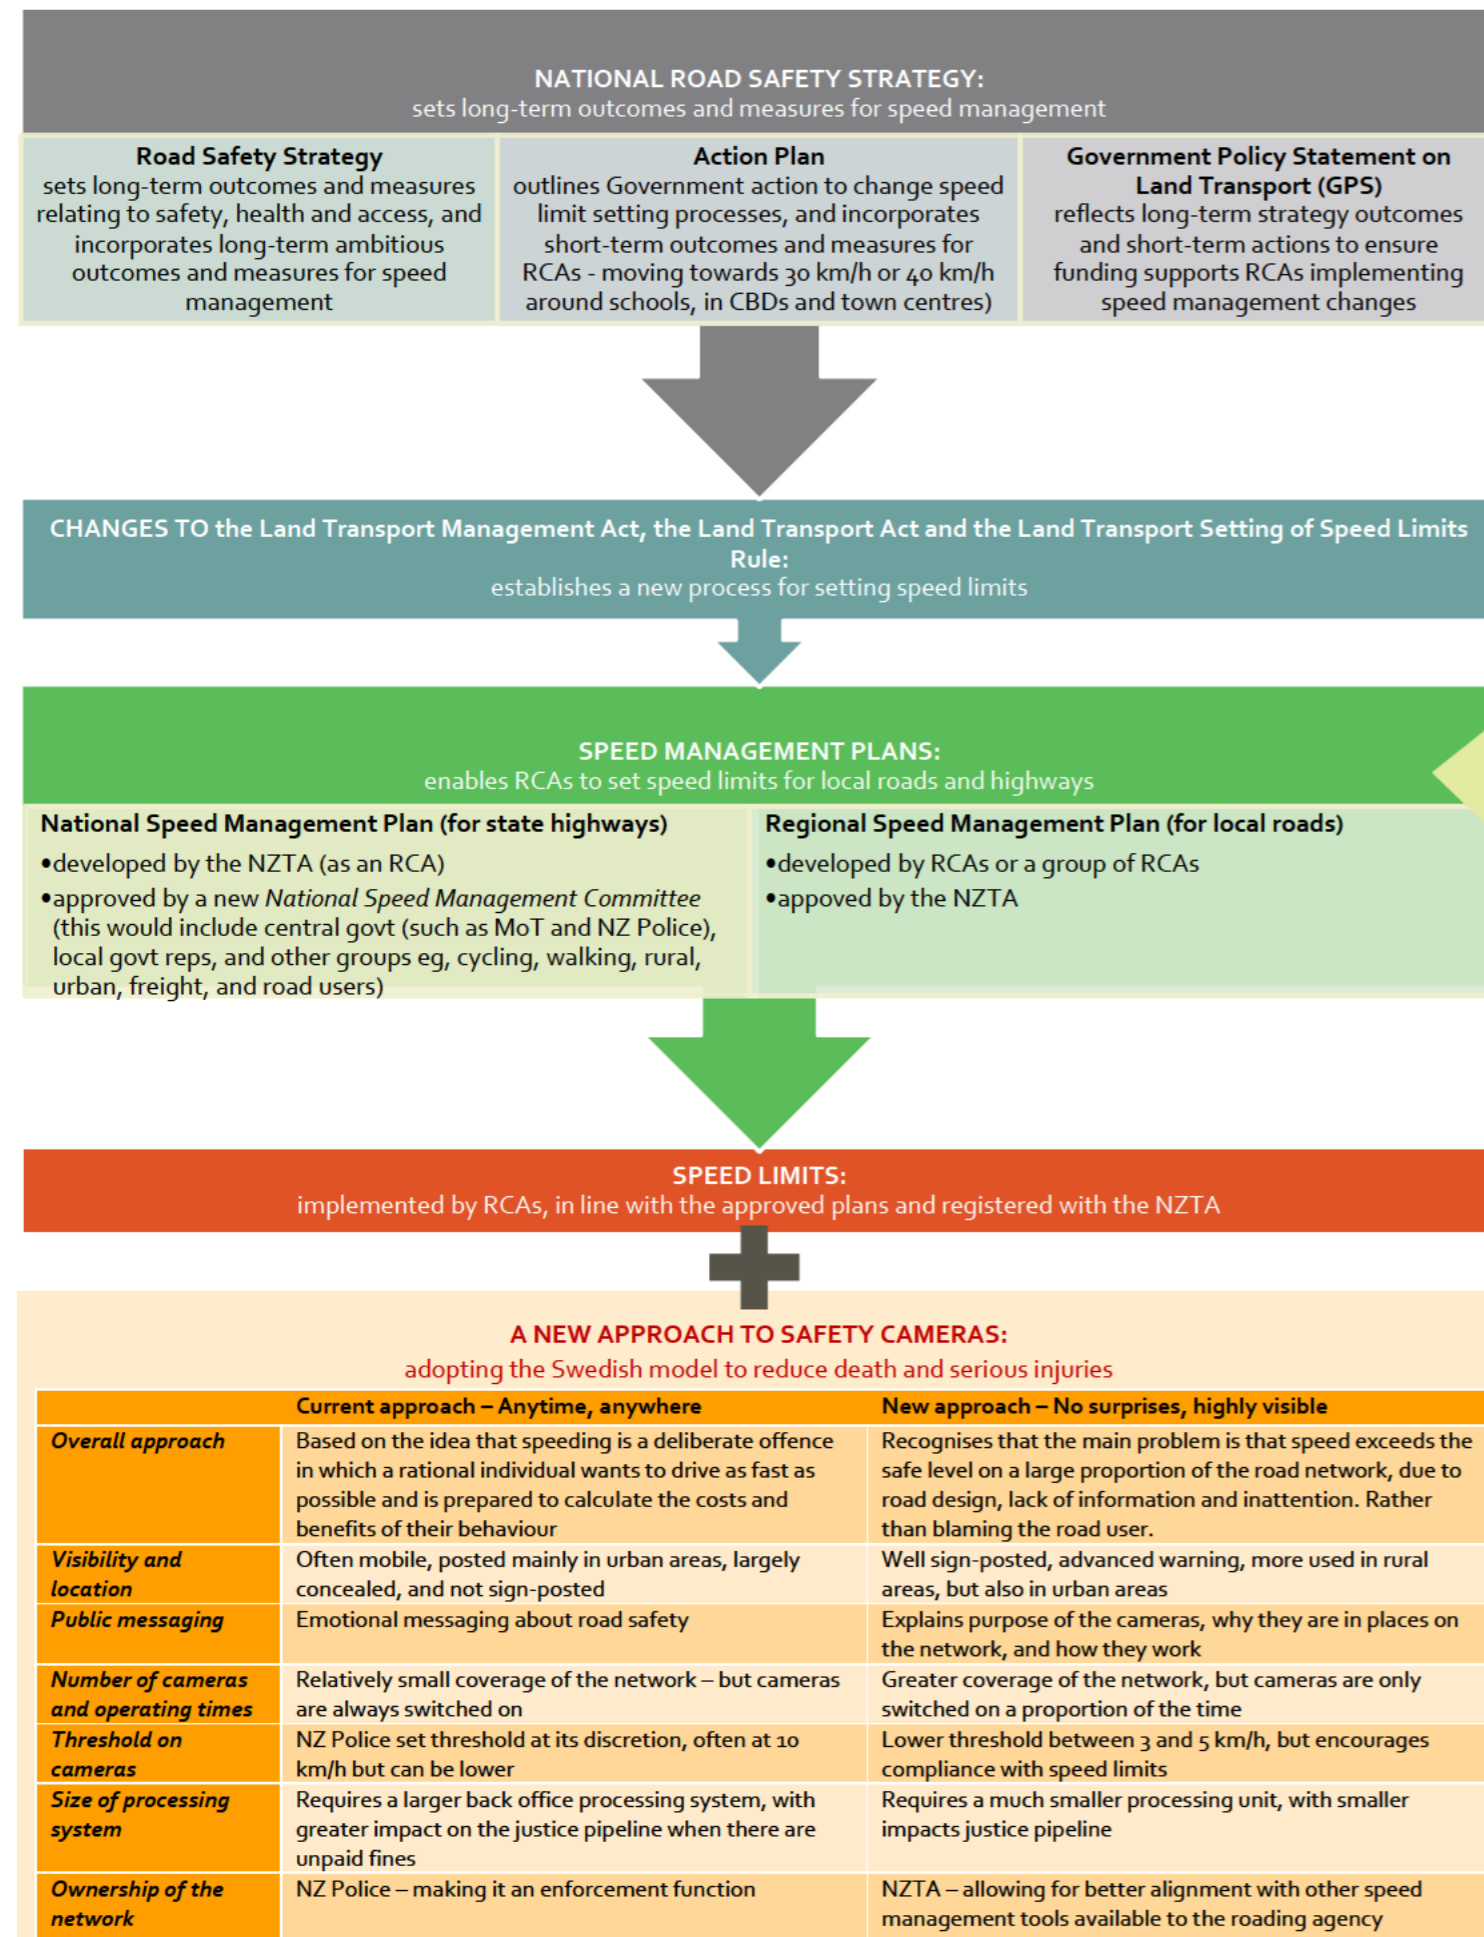 NATIONAL ROAD SAFETY STRATEGY:
sets long-term outcomes and measures for speed management
Road Safety Strategy
sets long-term outcomes and measures
relating to safety, health and access, and
incorporates long-term ambitious
outcomes and measures for speed
management
Action Plan
outlines Government action to change speed
limit setting processes, and incorporates
short-term outcomes and measures for
RCAs - moving towards 30 km/h or 40 km/h
around schools, in CBDs and town centres)
Government Policy Statement on
Land Transport (GPS)
reflects long-term strategy outcomes
and short-term actions to ensure
funding supports RCAs implementing
speed management changes
CHANGES TO the Land Transport Management Act, the Land Transport Act and the Land Transport Setting of Speed Limits
Rule:
establishes a new process for setting speed limits
SPEED MANAGEMENT PLANS:
enables RCAs to set speed limits for local roads and highways
National Speed Management Plan (for state highways)
•developed by the NZTA (as an RCA)
•approved by a new National Speed Management Committee
(this would include central govt (such as MoT and NZ Police),
local govt reps, and other groups eg, cycling, walking, rural,
urban, freight, and road users)
Regional Speed Management Plan (for local roads)
•developed by RCAs or a group of RCAs
•appoved by the NZTA
SPEED LIMITS:
implemented by RCAs, in line with the approved plans and registered with the NZTA
A NEW APPROACH TO SAFETY CAMERAS:
adopting the Swedish model to reduce death and serious injuries
Current approach – Anytime, anywhere
New approach – No surprises, highly visible
Overall approach
Based on the idea that speeding is a deliberate offence
in which a rational individual wants to drive as fast as
possible and is prepared to calculate the costs and
benefits of their behaviour
Recognises that the main problem is that speed exceeds the
safe level on a large proportion of the road network, due to
road design, lack of information and inattention. Rather
than blaming the road user.
Visibility and
location
Often mobile, posted mainly in urban areas, largely
concealed, and not sign-posted
Well sign-posted, advanced warning, more used in rural
areas, but also in urban areas
Public messaging
Emotional messaging about road safety
Explains purpose of the cameras, why they are in places on
the network, and how they work
Number of cameras
and operating times
Relatively small coverage of the network – but cameras
are always switched on
Greater coverage of the network, but cameras are only
switched on a proportion of the time
Threshold on
cameras
NZ Police set threshold at its discretion, often at 10
km/h but can be lower
Lower threshold between 3 and 5 km/h, but encourages
compliance with speed limits
Size of processing
system
Requires a larger back office processing system, with
greater impact on the justice pipeline when there are
unpaid fines
Requires a much smaller processing unit, with smaller
impacts justice pipeline
Ownership of the
network
NZ Police – making it an enforcement function
NZTA – allowing for better alignment with other speed
management tools available to the roading agency